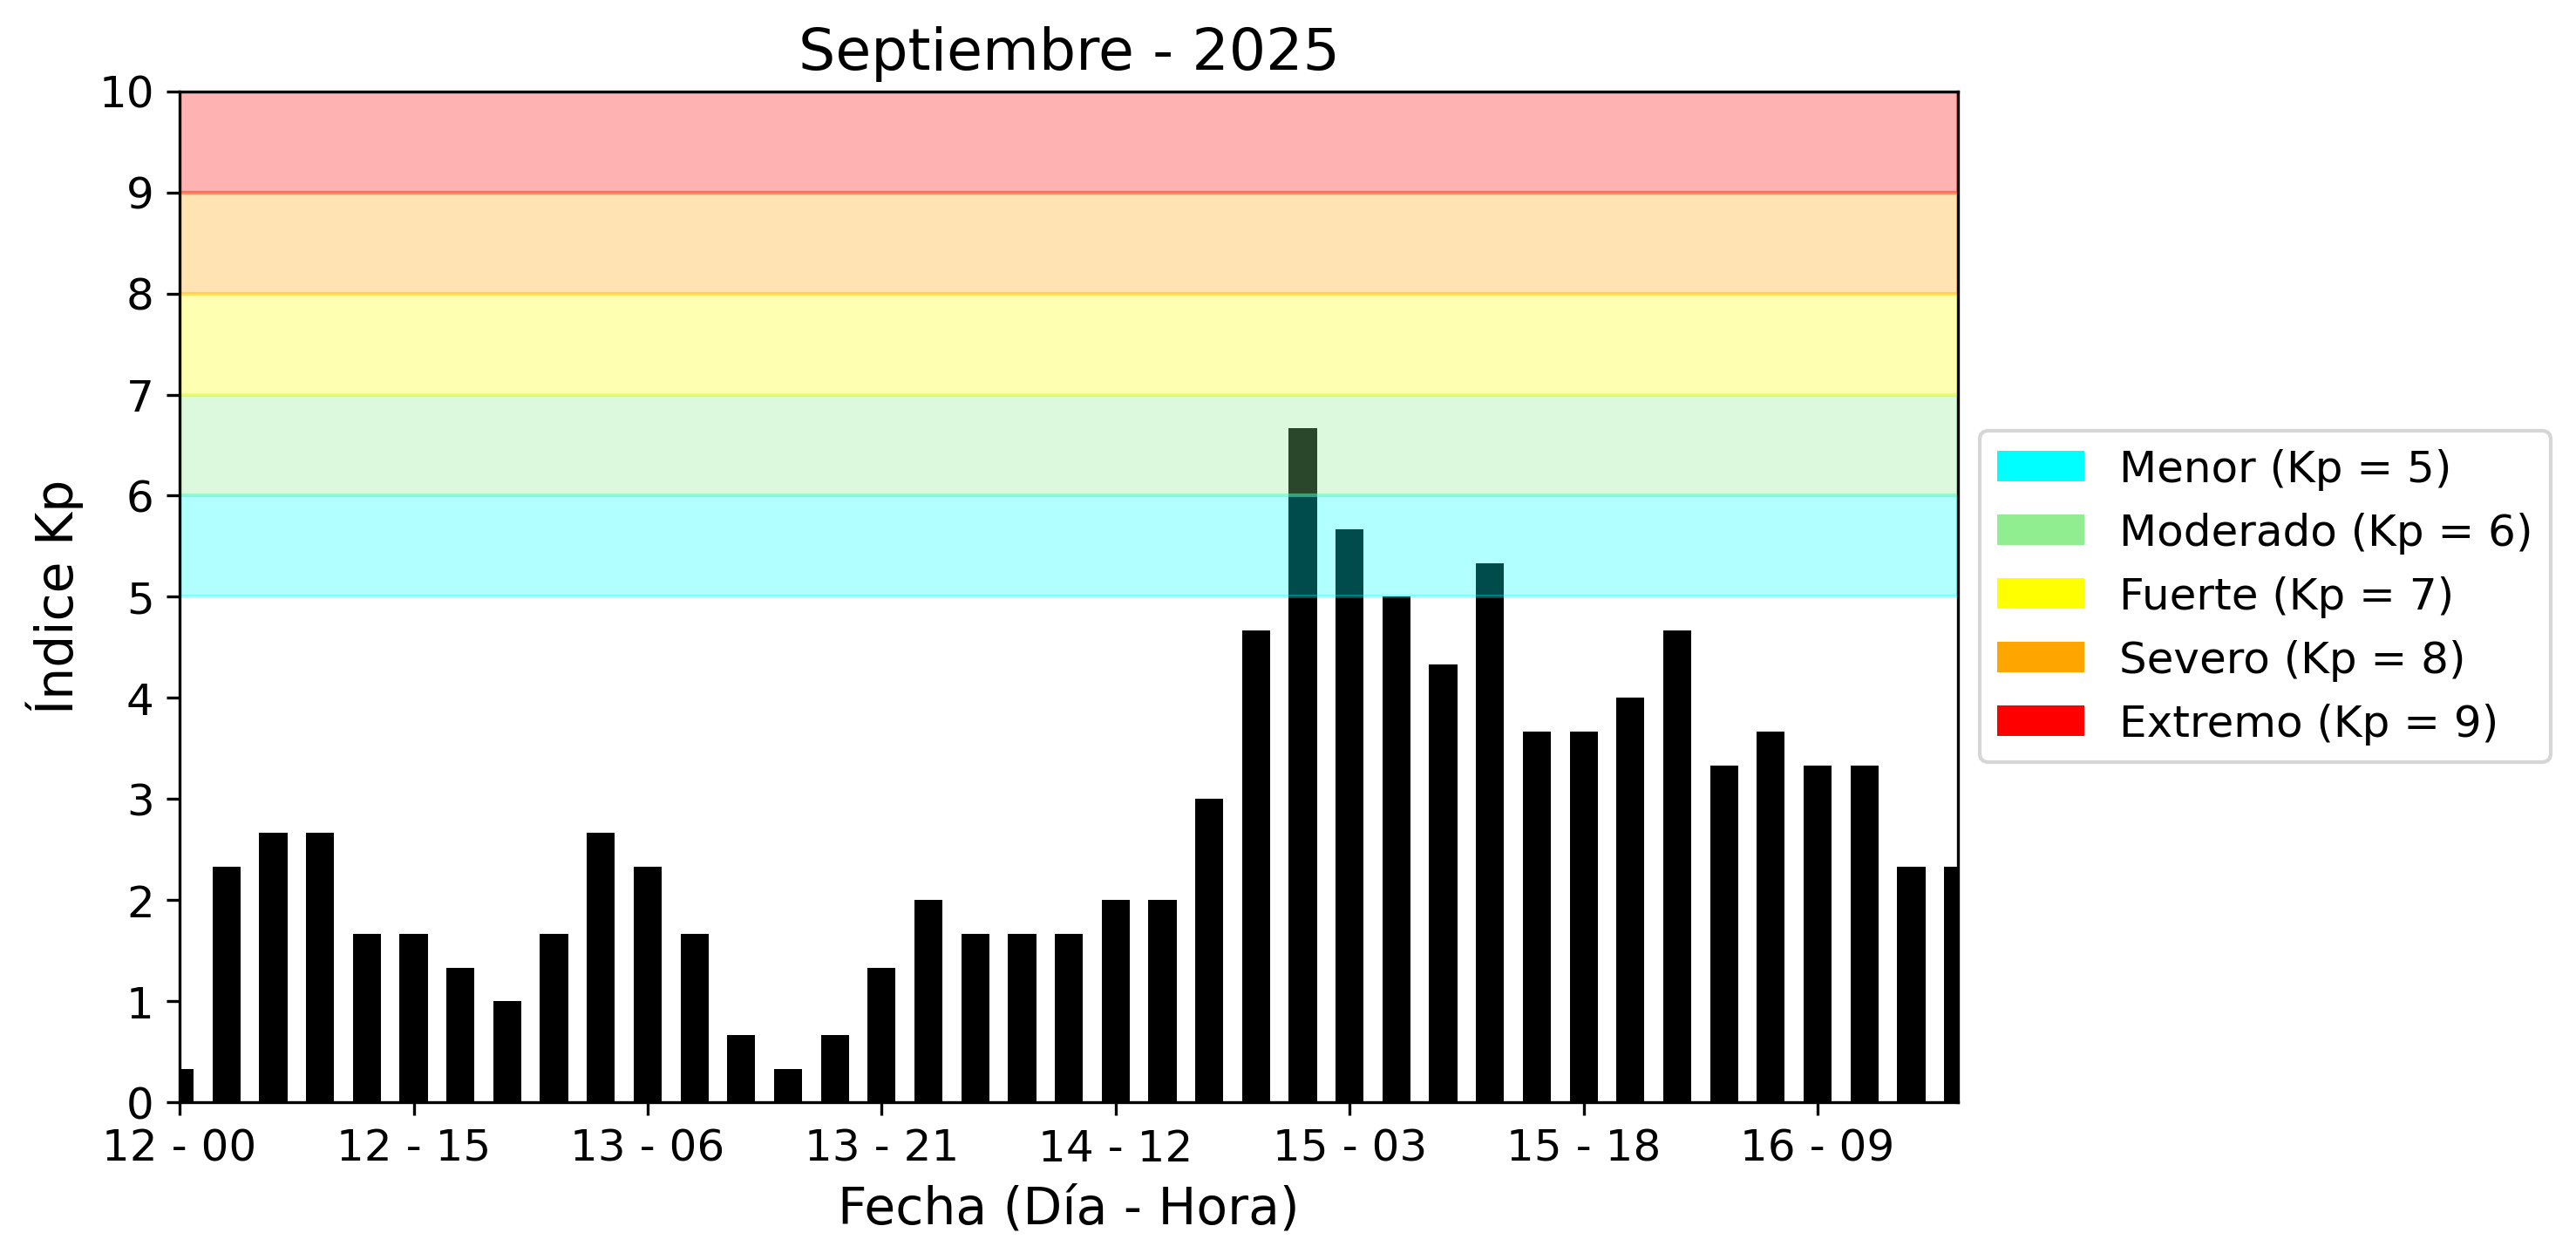 Septiembre - 2025
10
9
8
7
6
5
4
3
2
1
0
Índice Kp
12 - 00
12 - 15
13 - 06
13 - 21
14 - 12
15 - 03
15 - 18
16 - 09
Fecha (Día - Hora)
Menor (Kp = 5)
Moderado (Kp = 6)
Fuerte (Kp = 7)
Severo (Kp = 8)
Extremo (Kp = 9)